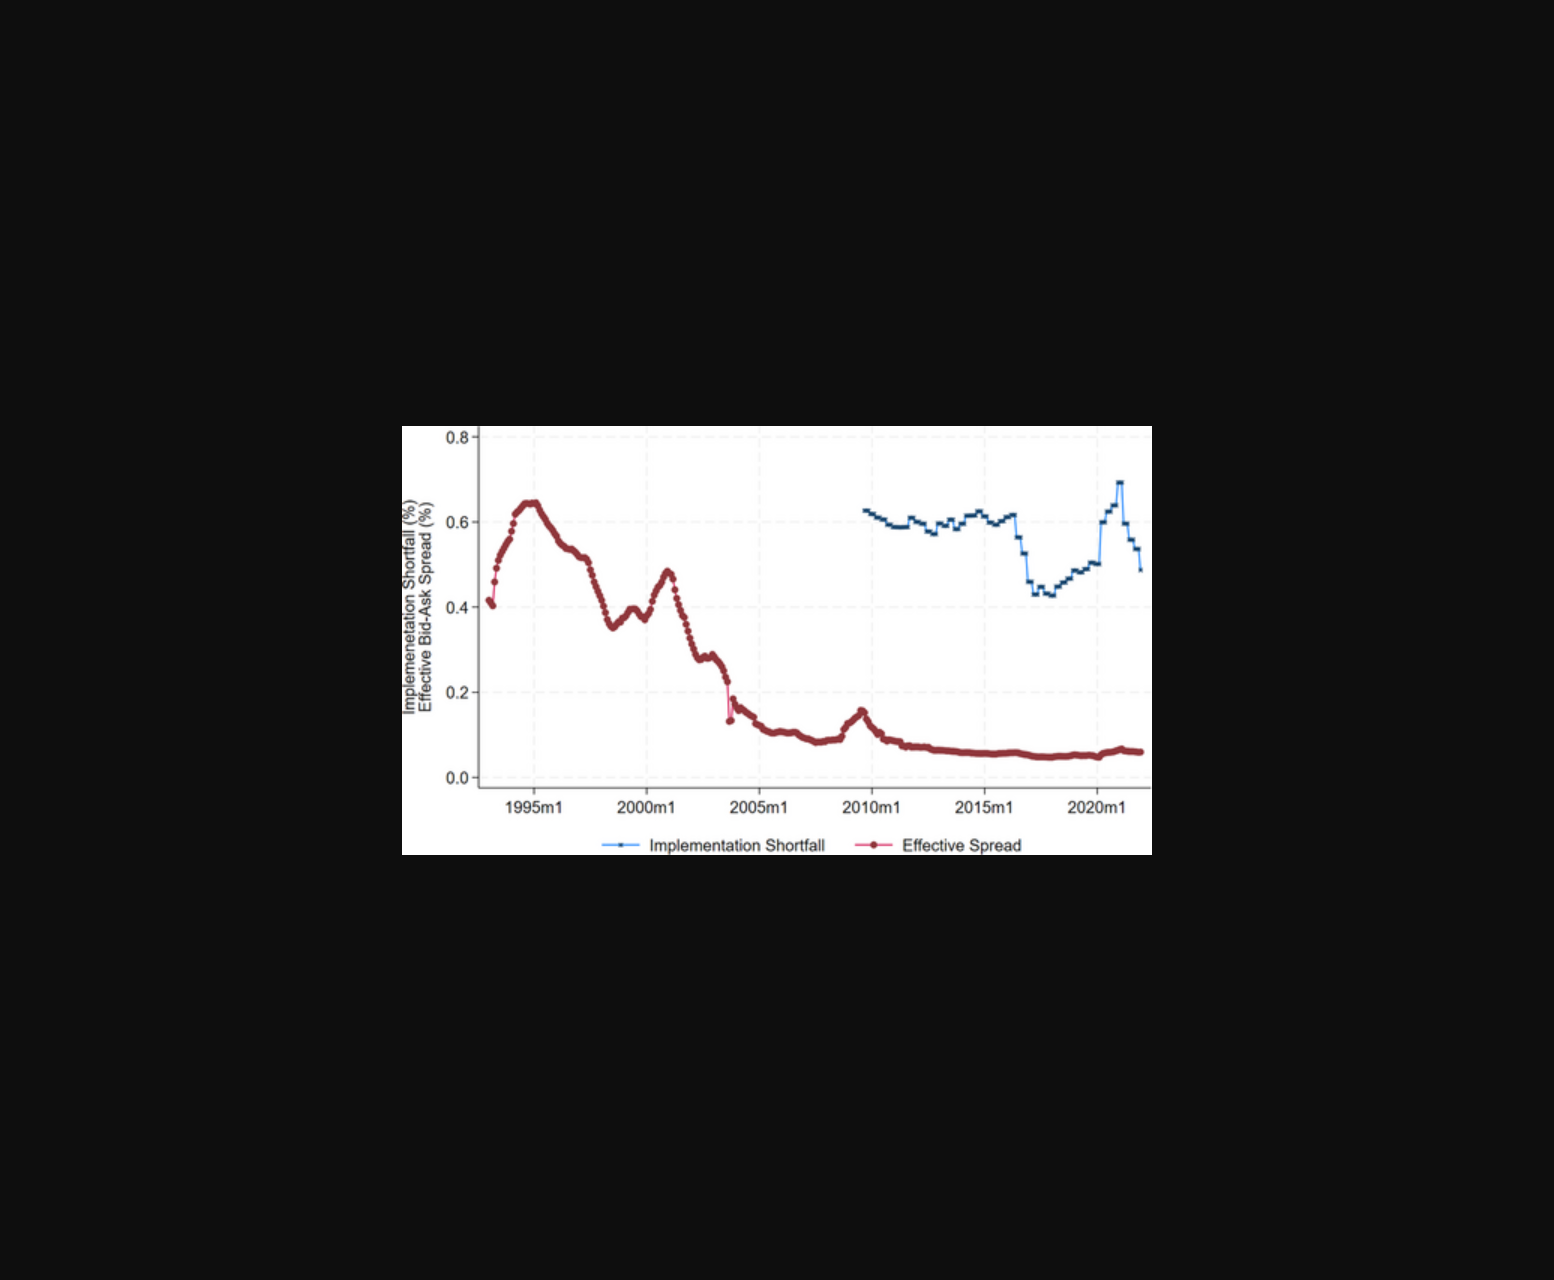 Implemenetation Shortfall (%)
Effective Bid-Ask Spread (%)
0.8
0.6
0.4
0.2
0.0
1995m1 2000m1 2005m1 2010m1 2015m1 2020m1
Implementation Shortfall Effective Spread